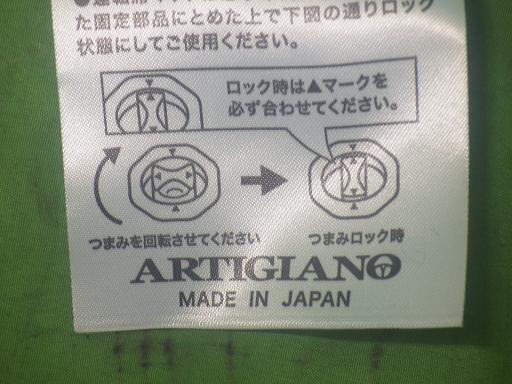 た固定部品にとめた上で下図の通りロック
状態にしてご使用ください。
ロック時は▲マークを
必ず合わせてください。
つまみを回転させてください
つまみロック時
ARTIGIANO
MADE IN JAPAN